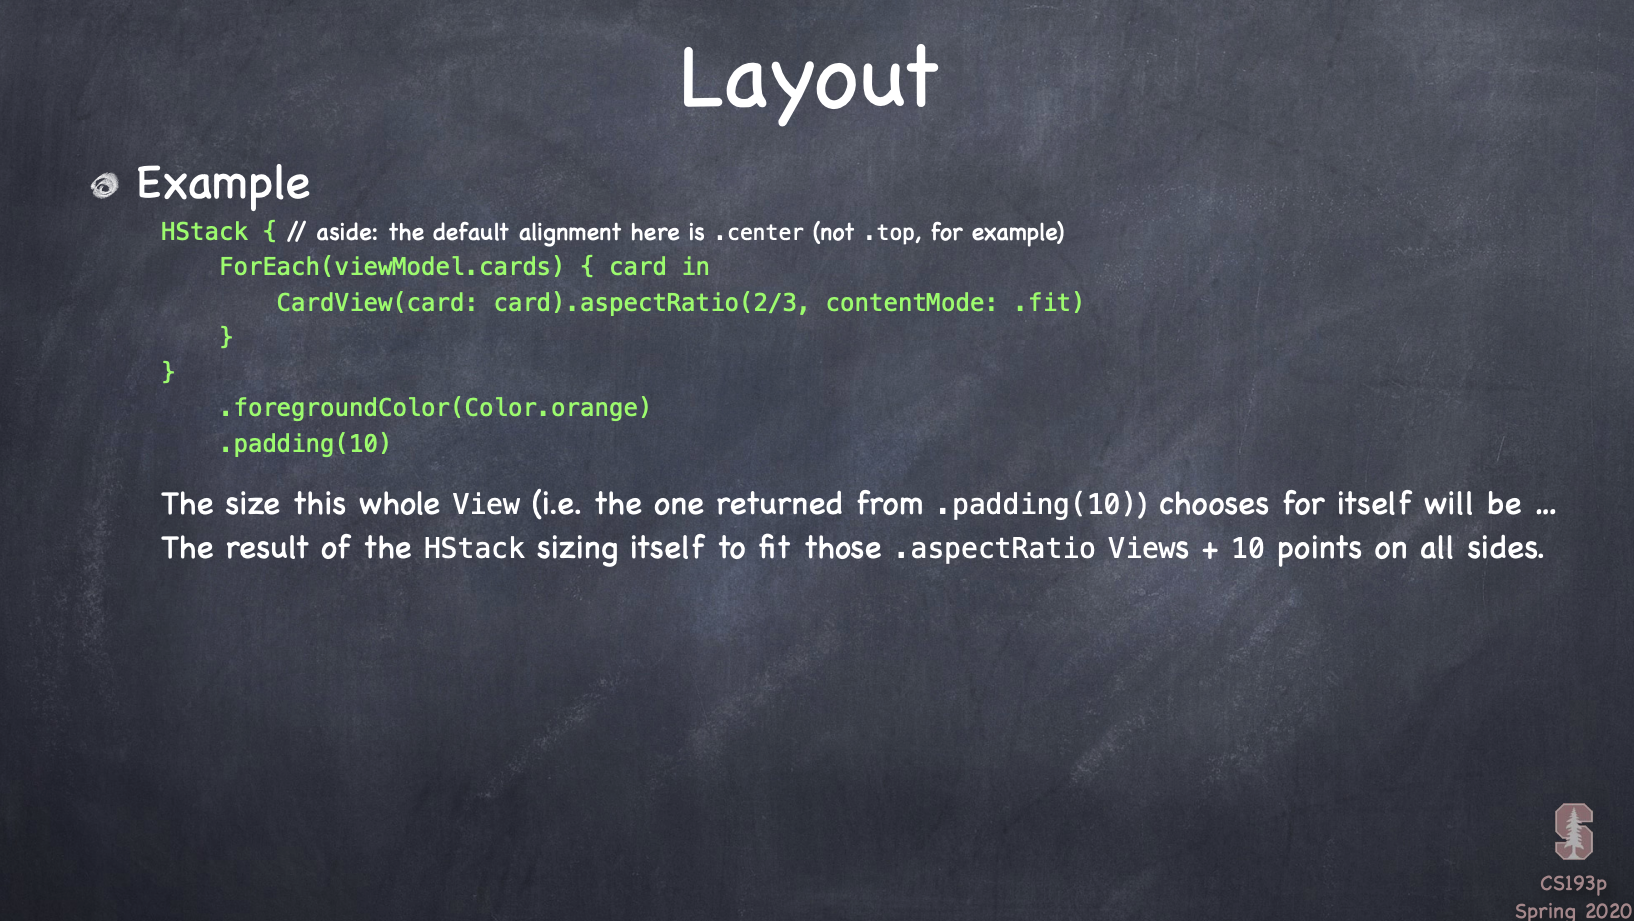 Layout
Example
HStack { // aside: the default alignment here is .center (not .top, for example)
ForEach(viewModel.cards) { card in
CardView(card: card).aspectRatio(2/3, contentMode: .fit)
}
}
.foregroundColor(Color.orange)
.padding(10)
The size this whole View (i.e. the one returned from .padding(10)) chooses for itself will be ...
The result of the HStack sizing itself to fit those .aspectRatio Views + 10 points on all sides.
CS193p
Spring 2020